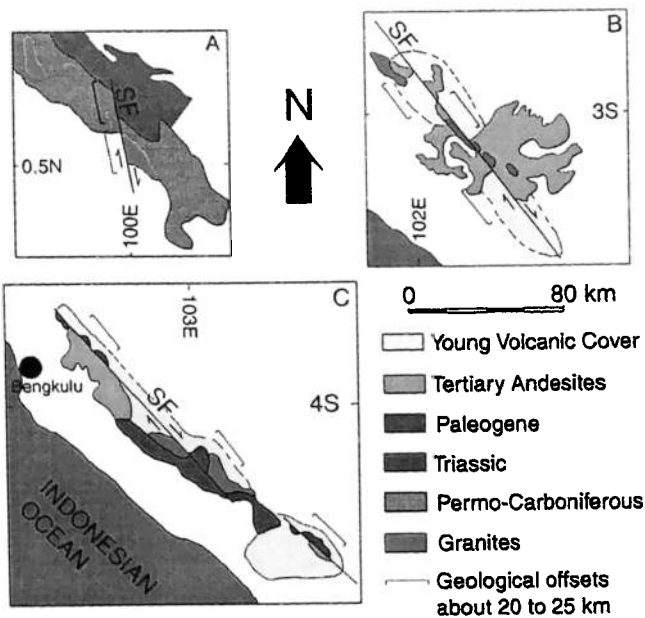 A
SF
0.5N
100E
N
B
SF
3S
102E
C
103E
SF
4S
Bengkulu
INDONESIAN
OCEAN
0 80 km
Young Volcanic Cover
Tertiary Andesites
Paleogene
Triassic
Permo-Carboniferous
Granites
Geological offsets
about 20 to 25 km